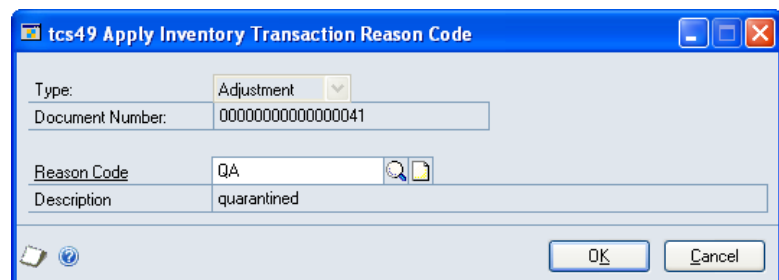 tcs49 Apply Inventory Transaction Reason Code
Type: Adjustment
Document Number: 00000000000000041
Reason Code QA
Description quarantined
OK Cancel